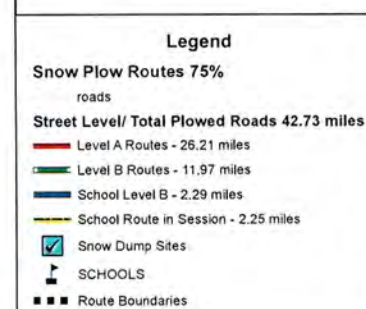 Legend
Snow Plow Routes 75%
roads
Street Level/ Total Plowed Roads 42.73 miles
Level A Routes - 26.21 miles
Level B Routes - 11.97 miles
School Level B - 2.29 miles
School Route in Session - 2.25 miles
Snow Dump Sites
SCHOOLS
Route Boundaries